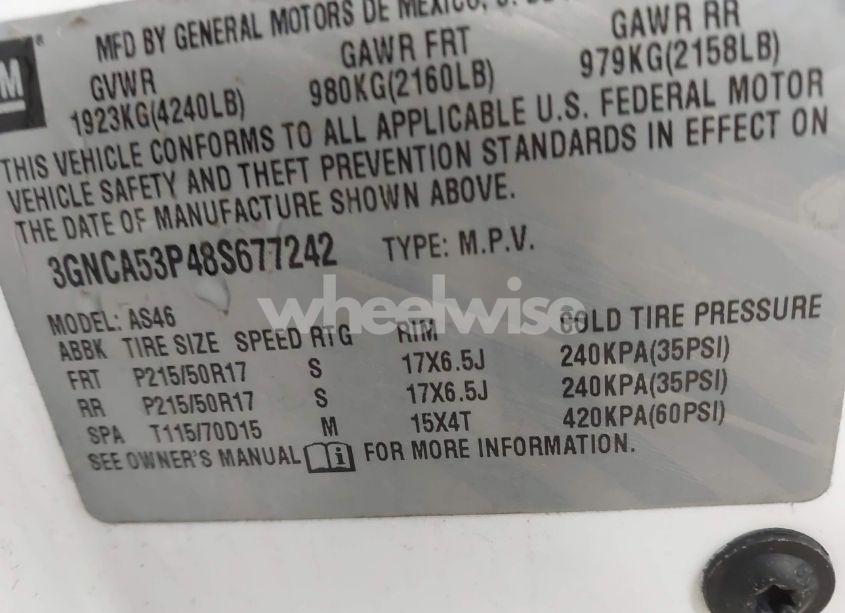 MFD BY GENERAL MOTORS DE MEXICO, S.
GVWR GAWR FRT GAWR RR
1923KG(4240LB) 980KG(2160LB) 979KG(2158LB)
THIS VEHICLE CONFORMS TO ALL APPLICABLE U.S. FEDERAL MOTOR
VEHICLE SAFETY AND THEFT PREVENTION STANDARDS IN EFFECT ON
THE DATE OF MANUFACTURE SHOWN ABOVE.
3GNCA53P48S677242 TYPE: M.P.V.
wheelwise
MODEL: AS46
ABBK TIRE SIZE SPEED RTG RIM COLD TIRE PRESSURE
FRT P215/50R17 S 17X6.5J 240KPA(35PSI)
RR P215/50R17 S 17X6.5J 240KPA(35PSI)
SPA T115/70D15 M 15X4T 420KPA(60PSI)
SEE OWNER'S MANUAL i FOR MORE INFORMATION.